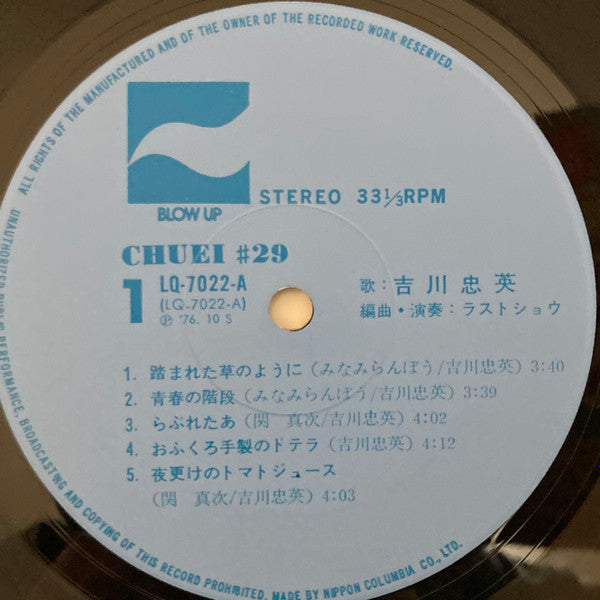 ALL RIGHTS OF THE MANUFACTURED AND OF THE OWNER OF THE RECORDED WORK RESERVED.
BLOW UP
STEREO 33⅓RPM
CHUEI #29
1
LQ-7022-A
(LQ-7022-A)
Ⓟ '76. 10 S
歌：吉川忠英
編曲・演奏：ラストショウ
1. 踏まれた草のように（みなみらんぼう/吉川忠英）3:40
2. 青春の階段（みなみらんぼう/吉川忠英）3:39
3. らぶれたあ（関　真次/吉川忠英）4:02
4. おふくろ手製のドテラ（吉川忠英）4:12
5. 夜更けのトマトジュース
（関　真次/吉川忠英）4:03
UNAUTHORIZED PUBLIC PERFORMANCE, BROADCASTING AND COPYING OF THIS RECORD PROHIBITED. MADE BY NIPPON COLUMBIA CO., LTD.